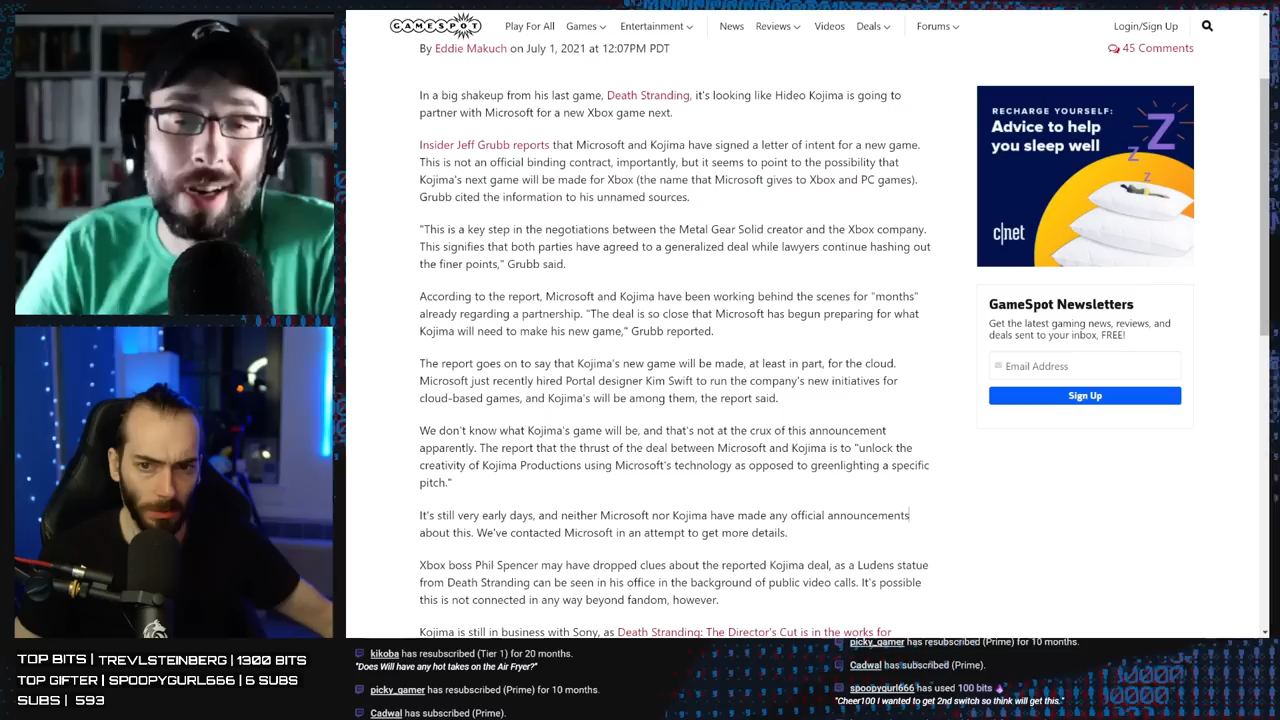 GAMESPOT
Play For All
Games
Entertainment
News
Reviews
Videos
Deals
Forums
Login/Sign Up
By Eddie Makuch on July 1, 2021 at 12:07PM PDT
45 Comments
In a big shakeup from his last game, Death Stranding, it's looking like Hideo Kojima is going to
partner with Microsoft for a new Xbox game next.
Insider Jeff Grubb reports that Microsoft and Kojima have signed a letter of intent for a new game.
This is not an official binding contract, importantly, but it seems to point to the possibility that
Kojima's next game will be made for Xbox (the name that Microsoft gives to Xbox and PC games).
Grubb cited the information to his unnamed sources.
"This is a key step in the negotiations between the Metal Gear Solid creator and the Xbox company.
This signifies that both parties have agreed to a generalized deal while lawyers continue hashing out
the finer points," Grubb said.
According to the report, Microsoft and Kojima have been working behind the scenes for "months"
already regarding a partnership. "The deal is so close that Microsoft has begun preparing for what
Kojima will need to make his new game," Grubb reported.
The report goes on to say that Kojima's new game will be made, at least in part, for the cloud.
Microsoft just recently hired Portal designer Kim Swift to run the company's new initiatives for
cloud-based games, and Kojima's will be among them, the report said.
We don't know what Kojima's game will be, and that's not at the crux of this announcement
apparently. The report that the thrust of the deal between Microsoft and Kojima is to "unlock the
creativity of Kojima Productions using Microsoft's technology as opposed to greenlighting a specific
pitch."
It's still very early days, and neither Microsoft nor Kojima have made any official announcements
about this. We've contacted Microsoft in an attempt to get more details.
Xbox boss Phil Spencer may have dropped clues about the reported Kojima deal, as a Ludens statue
from Death Stranding can be seen in his office in the background of public video calls. It's possible
this is not connected in any way beyond fandom, however.
Kojima is still in business with Sony, as Death Stranding: The Director's Cut is in the works for
RECHARGE YOURSELF:
Advice to help
you sleep well
Z
Z
Z
c|net
GameSpot Newsletters
Get the latest gaming news, reviews, and
deals sent to your inbox, FREE!
Email Address
Sign Up
TOP BITS | TREVLSTEINBERG | 1300 BITS
TOP GIFTER | SPOOPYGURL666 | 6 SUBS
SUBS | 593
kikoba has resubscribed (Tier 1) for 20 months.
"Does Will have any hot takes on the Air Fryer?"
picky_gamer has resubscribed (Prime) for 10 months.
Cadwal has subscribed (Prime).
picky_gamer has resubscribed (Prime) for 10 months.
Cadwal has subscribed (Prime).
spoopygurl666 has used 100 bits
"Cheer100 I wanted to get 2nd switch so think will get this."